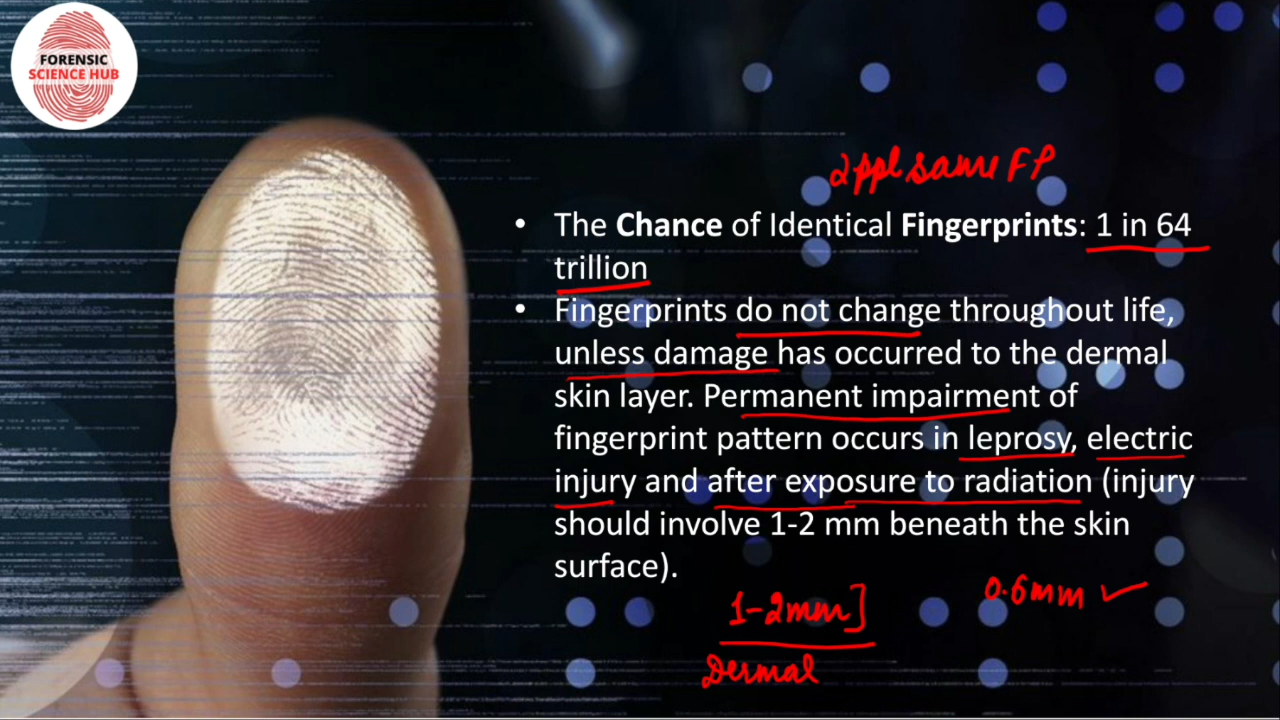 FORENSIC
SCIENCE HUB
2 ppl same FP
• The Chance of Identical Fingerprints: 1 in 64
trillion
• Fingerprints do not change throughout life,
unless damage has occurred to the dermal
skin layer. Permanent impairment of
fingerprint pattern occurs in leprosy, electric
injury and after exposure to radiation (injury
should involve 1-2 mm beneath the skin
surface).
1-2mm]
0.6mm ✓
Dermal